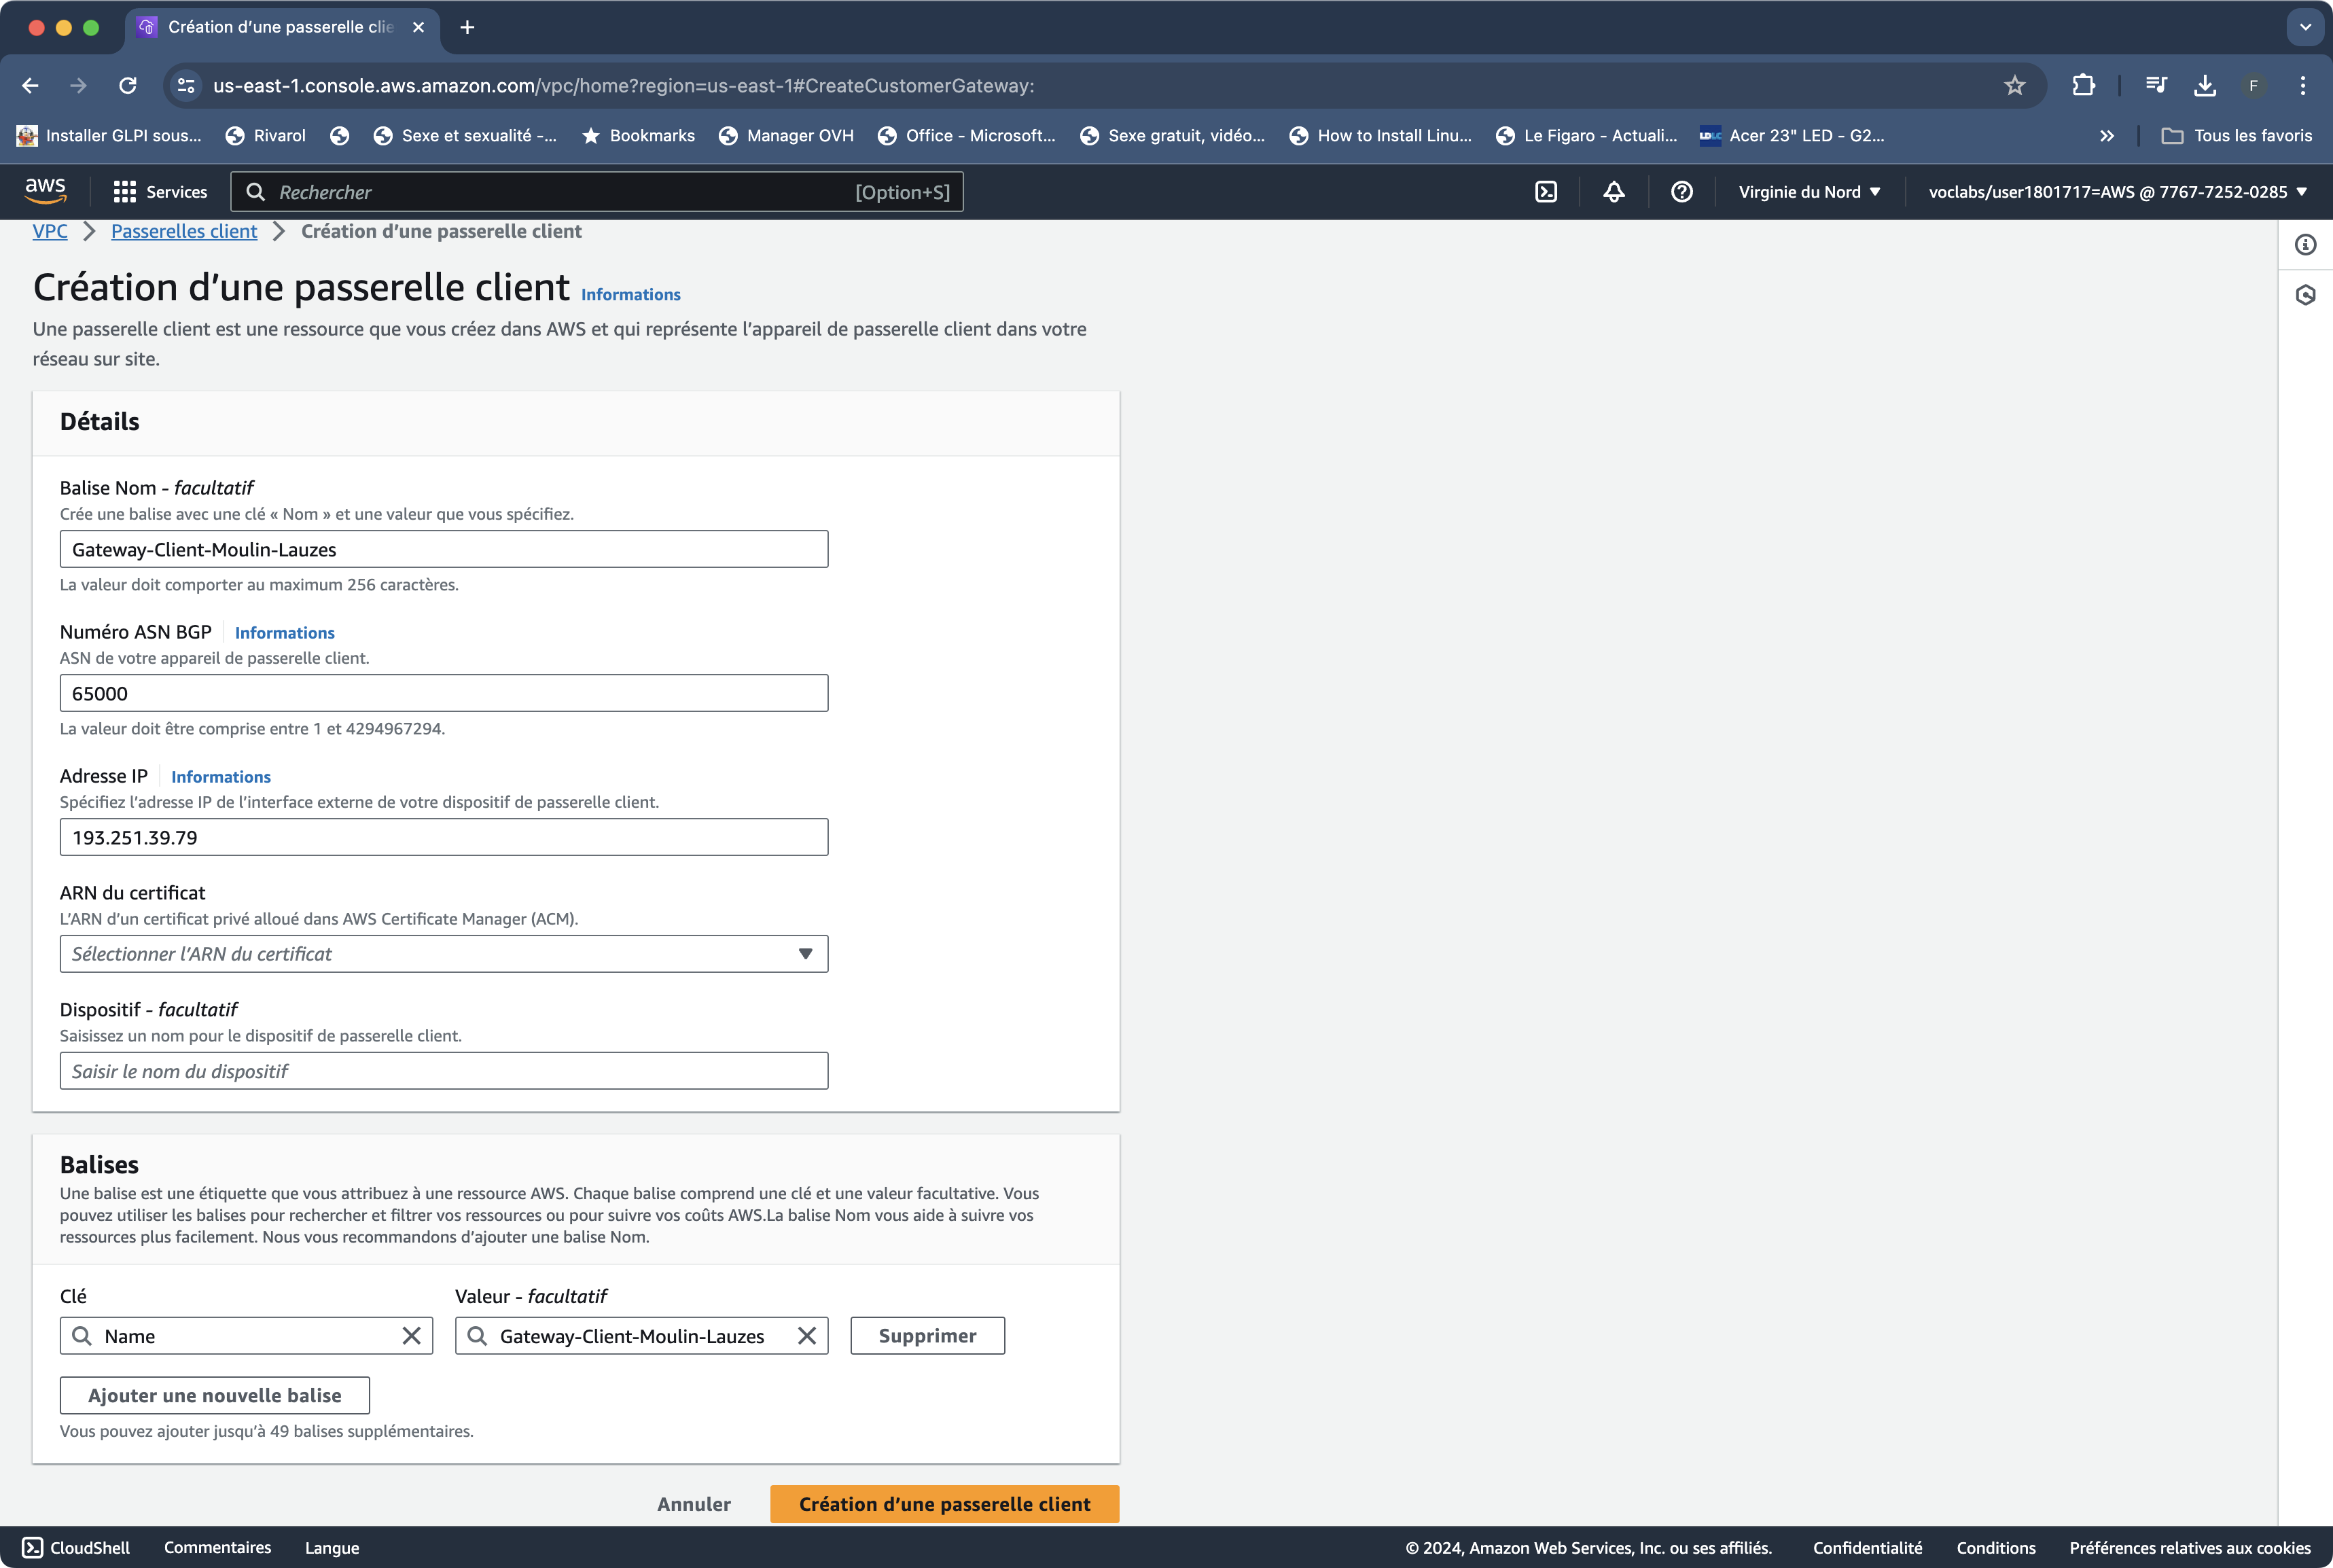 Création d’une passerelle clie
us-east-1.console.aws.amazon.com/vpc/home?region=us-east-1#CreateCustomerGateway:
F
Installer GLPI sous...
Rivarol
Sexe et sexualité -...
Bookmarks
Manager OVH
Office - Microsoft...
Sexe gratuit, vidéo...
How to Install Linu...
Le Figaro - Actuali...
LDLC
Acer 23" LED - G2...
Tous les favoris
aws
Services
Rechercher
[Option+S]
Virginie du Nord
voclabs/user1801717=AWS @ 7767-7252-0285
VPC
Passerelles client
Création d’une passerelle client
Création d’une passerelle client Informations
Une passerelle client est une ressource que vous créez dans AWS et qui représente l’appareil de passerelle client dans votre
réseau sur site.
Détails
Balise Nom - facultatif
Crée une balise avec une clé « Nom » et une valeur que vous spécifiez.
Gateway-Client-Moulin-Lauzes
La valeur doit comporter au maximum 256 caractères.
Numéro ASN BGP Informations
ASN de votre appareil de passerelle client.
65000
La valeur doit être comprise entre 1 et 4294967294.
Adresse IP Informations
Spécifiez l’adresse IP de l’interface externe de votre dispositif de passerelle client.
193.251.39.79
ARN du certificat
L’ARN d’un certificat privé alloué dans AWS Certificate Manager (ACM).
Sélectionner l’ARN du certificat
Dispositif - facultatif
Saisissez un nom pour le dispositif de passerelle client.
Saisir le nom du dispositif
Balises
Une balise est une étiquette que vous attribuez à une ressource AWS. Chaque balise comprend une clé et une valeur facultative. Vous
pouvez utiliser les balises pour rechercher et filtrer vos ressources ou pour suivre vos coûts AWS.La balise Nom vous aide à suivre vos
ressources plus facilement. Nous vous recommandons d’ajouter une balise Nom.
Clé
Valeur - facultatif
Name
Gateway-Client-Moulin-Lauzes
Supprimer
Ajouter une nouvelle balise
Vous pouvez ajouter jusqu’à 49 balises supplémentaires.
Annuler
Création d’une passerelle client
CloudShell
Commentaires
Langue
© 2024, Amazon Web Services, Inc. ou ses affiliés.
Confidentialité
Conditions
Préférences relatives aux cookies